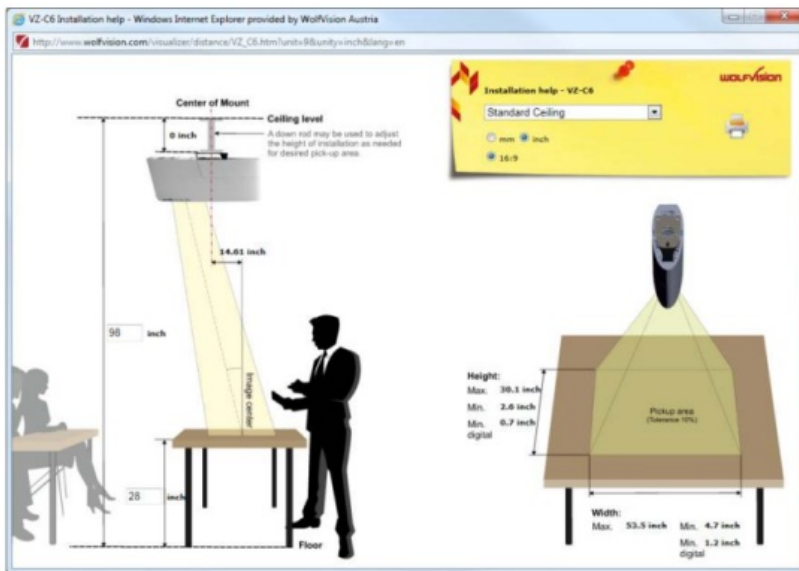 VZ-C6 Installation help - Windows Internet Explorer provided by WolfVision Austria
http://www.wolfvision.com/visualizer/distance/VZ_C6.htm?unit=9&unity=inch&lang=en
Center of Mount
Ceiling level
0 inch
A down rod may be used to adjust
the height of installation as needed
for desired pick-up area.
14.61 inch
98 inch
Image center
28 inch
Floor
WOLFVISION
Installation help - VZ-C6
Standard Ceiling
mm inch
16:9
Height:
Max. 30.1 inch
Min. 2.6 inch
Min. 0.7 inch
digital
Pickup area
(Tolerance 10%)
Width:
Max. 53.5 inch Min. 4.7 inch
Min. 1.2 inch
digital